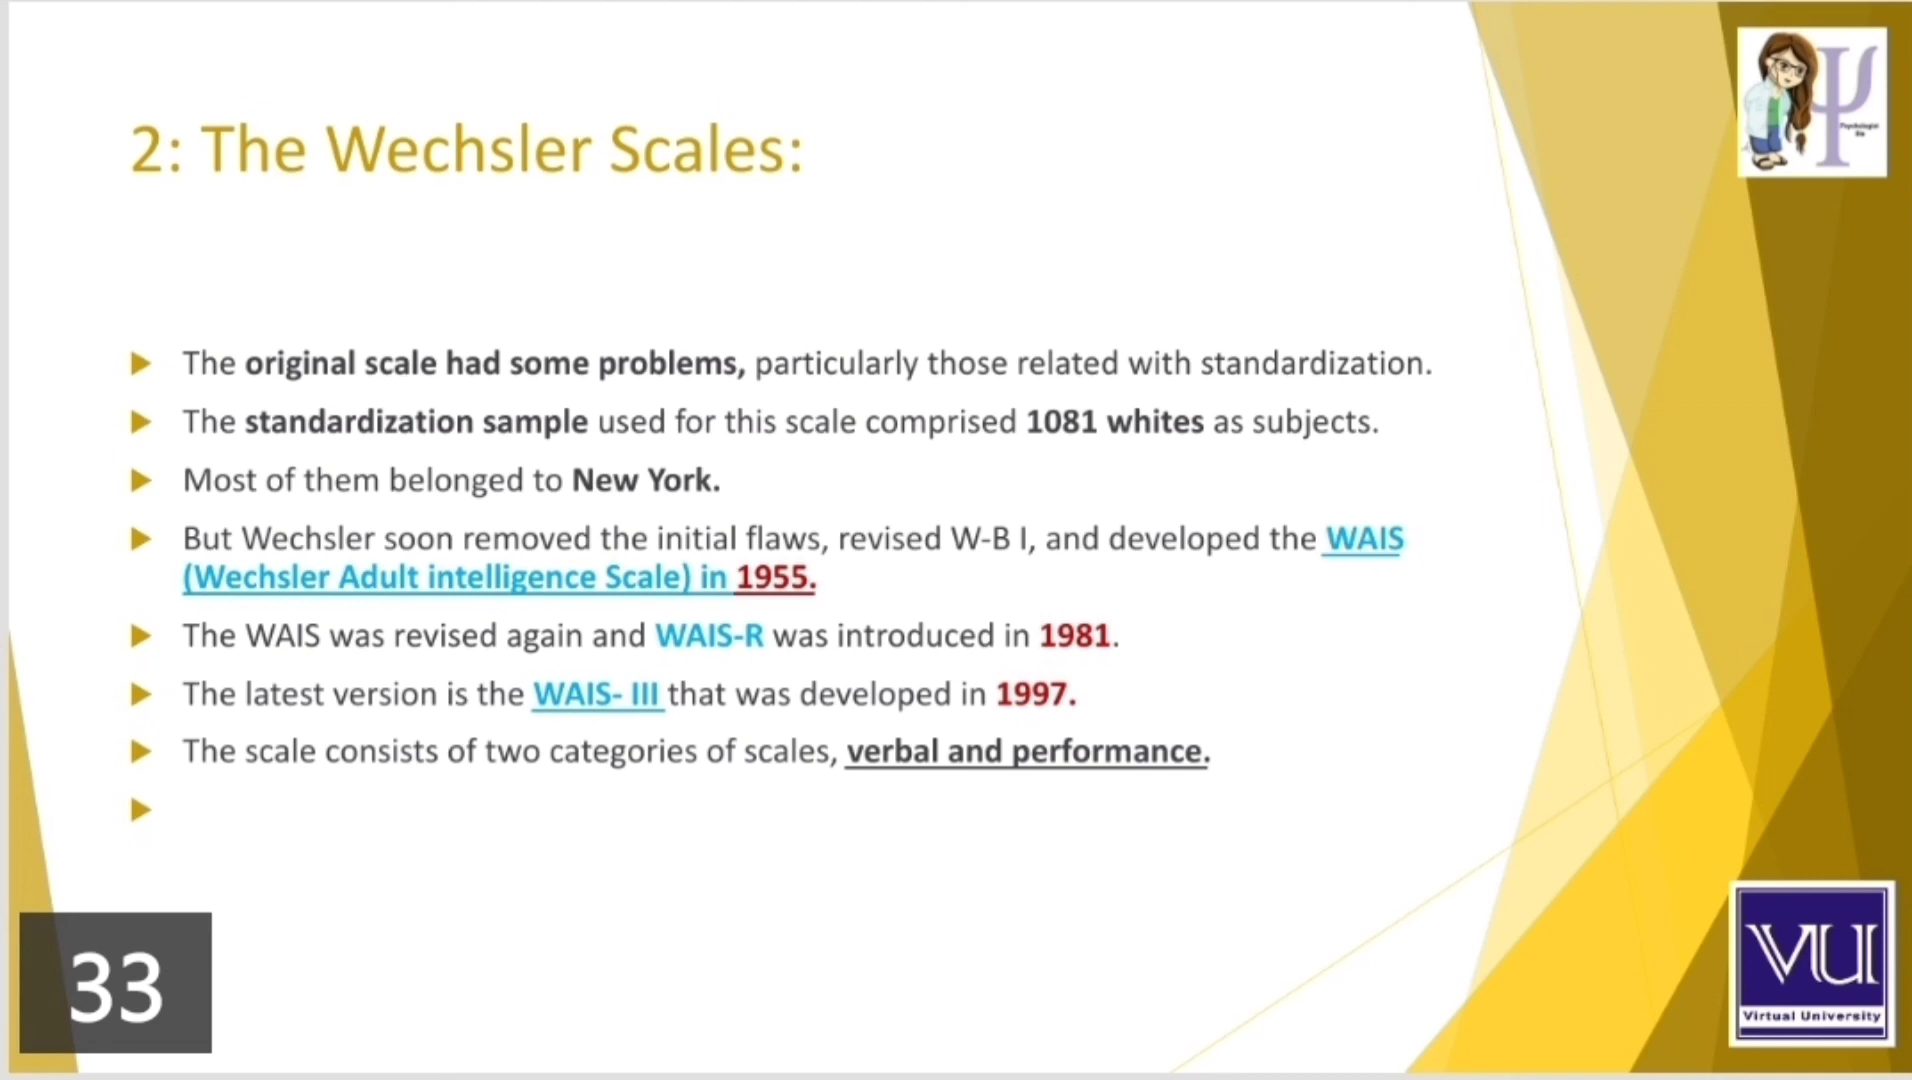 2: The Wechsler Scales:
The original scale had some problems, particularly those related with standardization.
The standardization sample used for this scale comprised 1081 whites as subjects.
Most of them belonged to New York.
But Wechsler soon removed the initial flaws, revised W-B I, and developed the WAIS
(Wechsler Adult intelligence Scale) in 1955.
The WAIS was revised again and WAIS-R was introduced in 1981.
The latest version is the WAIS- III that was developed in 1997.
The scale consists of two categories of scales, verbal and performance.
33
Ψ
VU
Virtual University